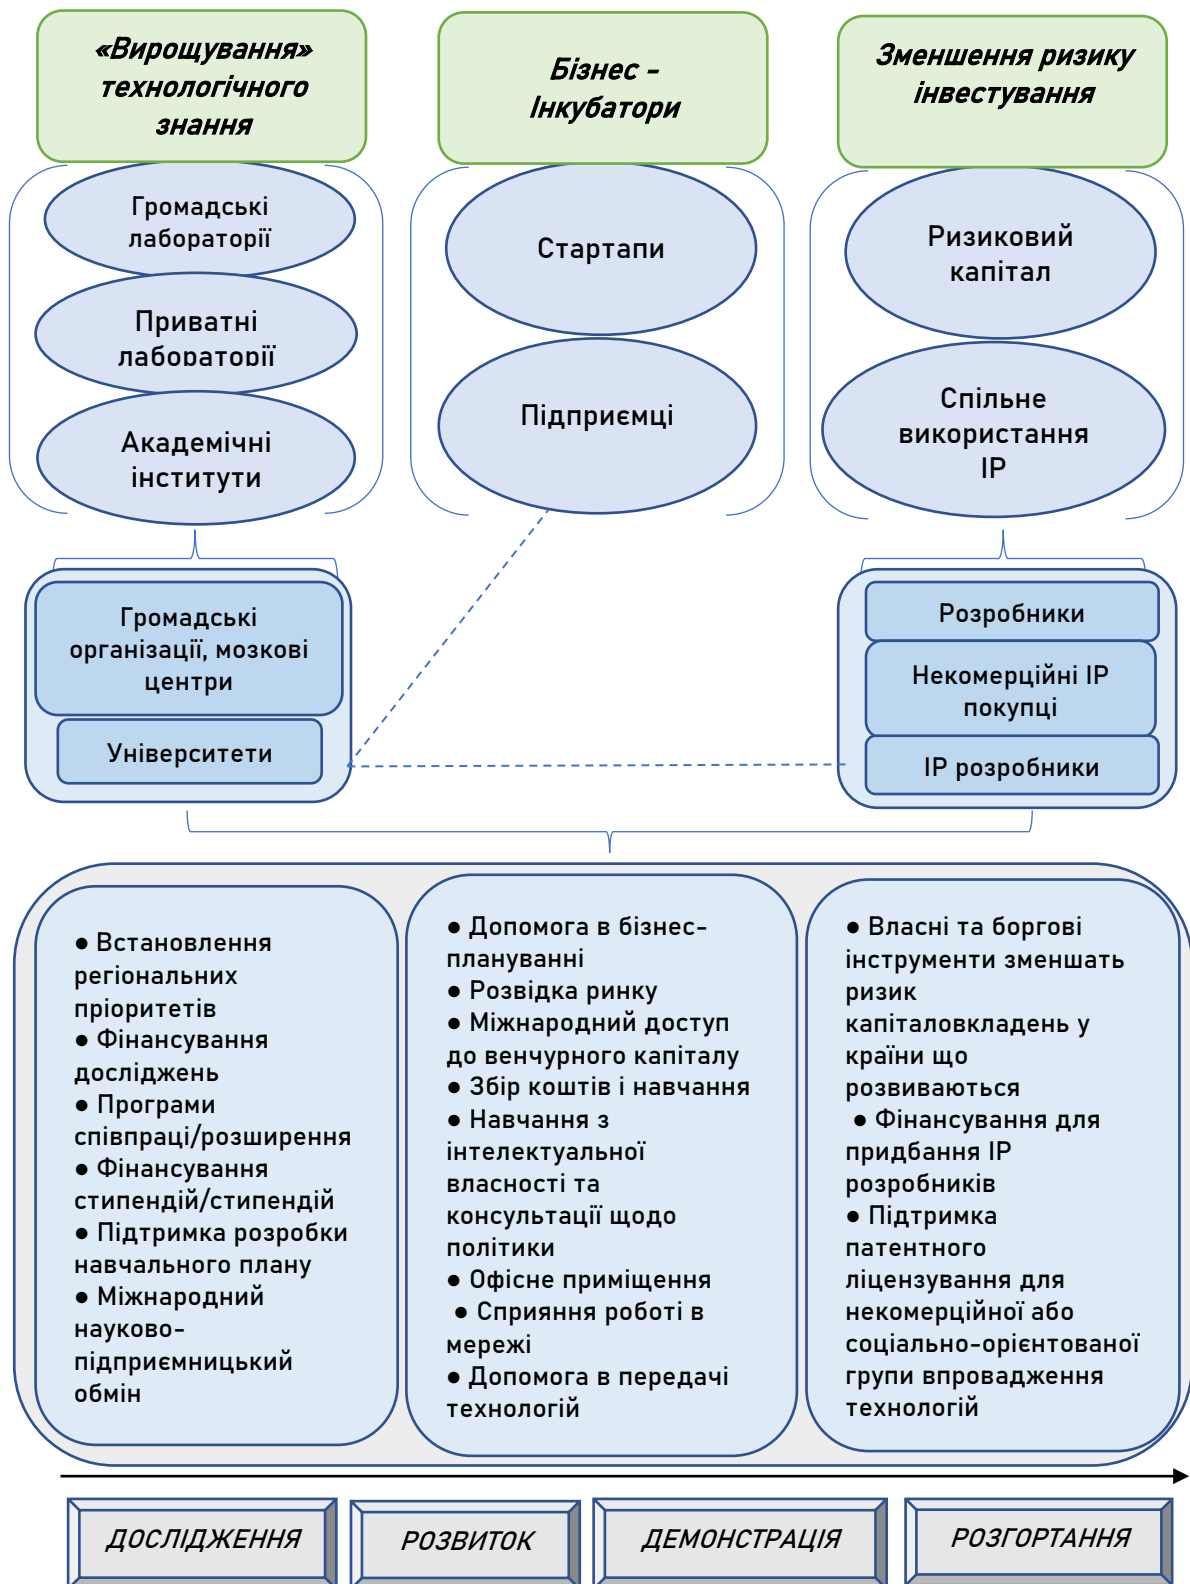 «Вирощування»
технологічного
знання
Бізнес -
Інкубатори
Зменшення ризику
інвестування
Громадські
лабораторії
Приватні
лабораторії
Академічні
інститути
Стартапи
Підприємці
Ризиковий
капітал
Спільне
використання
ІР
Громадські
організації, мозкові
центри
Університети
Розробники
Некомерційні ІР
покупці
ІР розробники
● Встановлення
регіональних
пріоритетів
● Фінансування
досліджень
● Програми
співпраці/розширення
● Фінансування
стипендій/стипендій
● Підтримка розробки
навчального плану
● Міжнародний
науково-
підприємницький
обмін
● Допомога в бізнес-
плануванні
● Розвідка ринку
● Міжнародний доступ
до венчурного капіталу
● Збір коштів і навчання
● Навчання з
інтелектуальної
власності та
консультації щодо
політики
● Офісне приміщення
● Сприяння роботі в
мережі
● Допомога в передачі
технологій
● Власні та боргові
інструменти зменшать
ризик
капіталовкладень у
країни що
розвиваються
● Фінансування для
придбання ІР
розробників
● Підтримка
патентного
ліцензування для
некомерційної або
соціально-орієнтованої
групи впровадження
технологій
ДОСЛІДЖЕННЯ
РОЗВИТОК
ДЕМОНСТРАЦІЯ
РОЗГОРТАННЯ